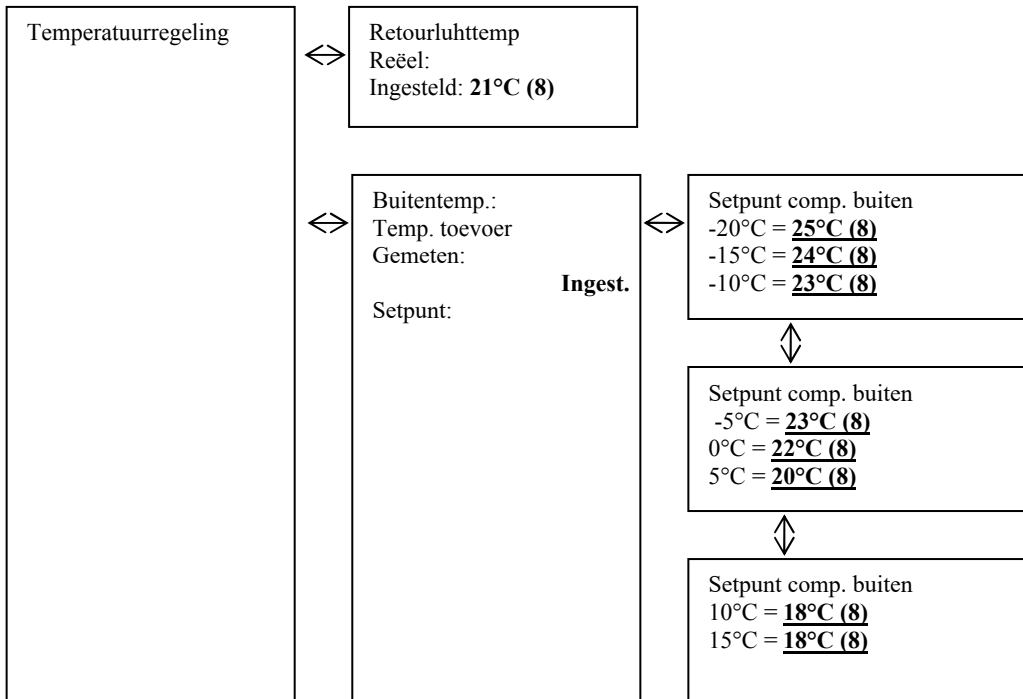 Temperatuurregeling
Retourluhttemp
Reëel:
Ingesteld: 21°C (8)
Buitentemp.:
Temp. toevoer
Gemeten:
Ingest.
Setpunt:
Setpunt comp. buiten
-20°C = 25°C (8)
-15°C = 24°C (8)
-10°C = 23°C (8)
Setpunt comp. buiten
-5°C = 23°C (8)
0°C = 22°C (8)
5°C = 20°C (8)
Setpunt comp. buiten
10°C = 18°C (8)
15°C = 18°C (8)